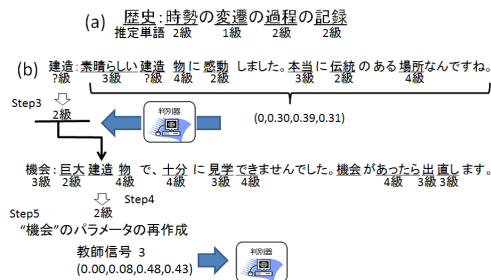 (a) 歴史:時勢の変遷の過程の記録
推定単語 2級 1級 2級 2級
(b) 建造:素晴らしい建造 物に感動 しました。本当に伝統のある場所なんですね。
?級 3級 ?級 4級 2級 3級 2級 4級
Step3
2級
判別器
(0,0.30,0.39,0.31)
機会:巨大 建造 物 で、十分 に 見学 できませんでした。機会があったら出直します。
3級 2級 4級 4級 3級 4級 4級 3級 3級
Step4
Step5 2級
“機会”のパラメータの再作成
教師信号 3
(0.00,0.08,0.48,0.43)
判別器